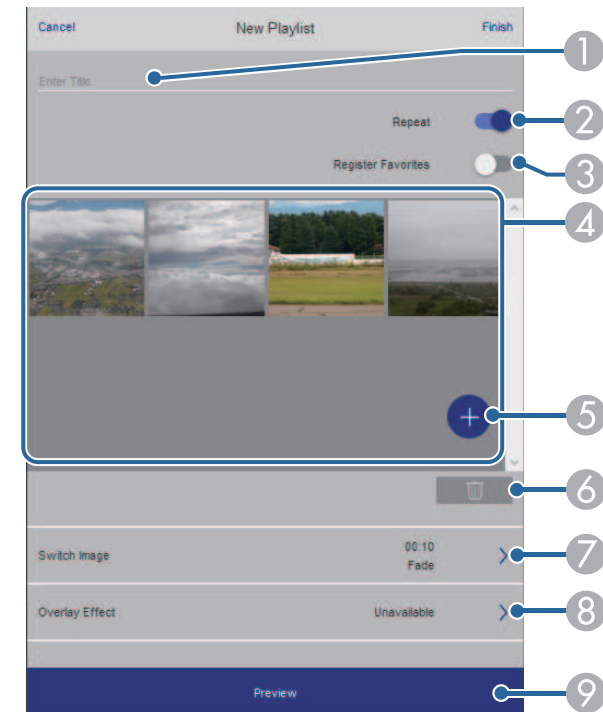 Cancel New Playlist Finish
1
Enter Title
Repeat 2
Register Favorites 3
4
+ 5
6
Switch Image 00:10 7
Fade
Overlay Effect Unavailable 8
Preview 9